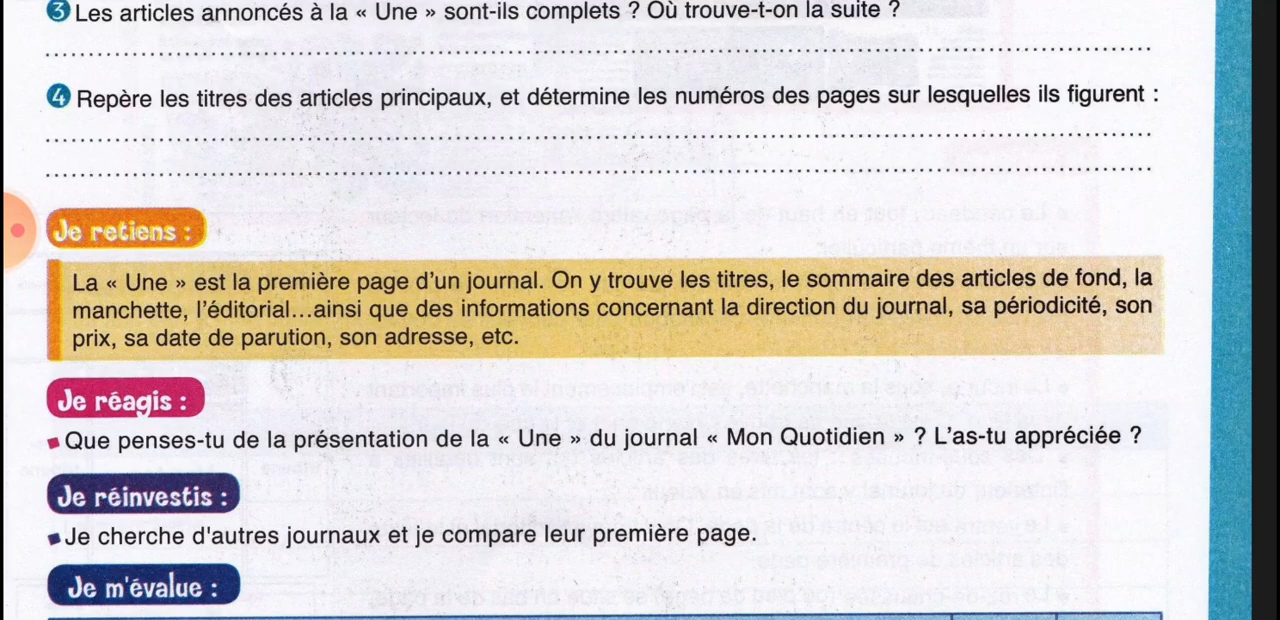 3 Les articles annoncés à la « Une » sont-ils complets ? Où trouve-t-on la suite ?
4 Repère les titres des articles principaux, et détermine les numéros des pages sur lesquelles ils figurent :
Je retiens :
La « Une » est la première page d'un journal. On y trouve les titres, le sommaire des articles de fond, la
manchette, l'éditorial...ainsi que des informations concernant la direction du journal, sa périodicité, son
prix, sa date de parution, son adresse, etc.
Je réagis :
Que penses-tu de la présentation de la « Une » du journal « Mon Quotidien » ? L'as-tu appréciée ?
Je réinvestis :
Je cherche d'autres journaux et je compare leur première page.
Je m'évalue :